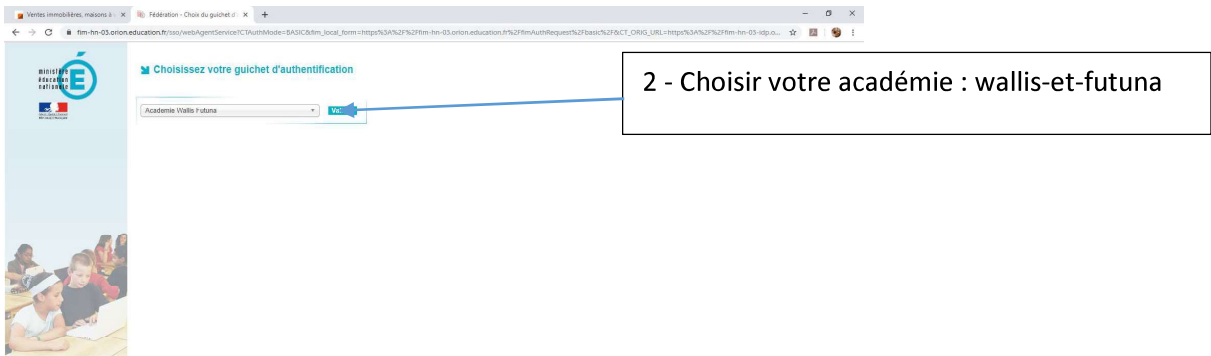 Ventes immobilières, maisons à
Fédération - Choix du guichet d
fim-hn-03.orion.education.fr/sso/webAgentService?CTAuthMode=BASIC&fim_local_form=https%3A%2F%2Ffim-hn-03.orion.education.fr%2FfimAuthRequest%2Fbasic%2F&CT_ORIG_URL=https%3A%2F%2Ffim-hn-03-idp.o...
ministère
éducation
nationale
Choisissez votre guichet d'authentification
Academie Wallis Futuna
2 - Choisir votre académie : wallis-et-futuna